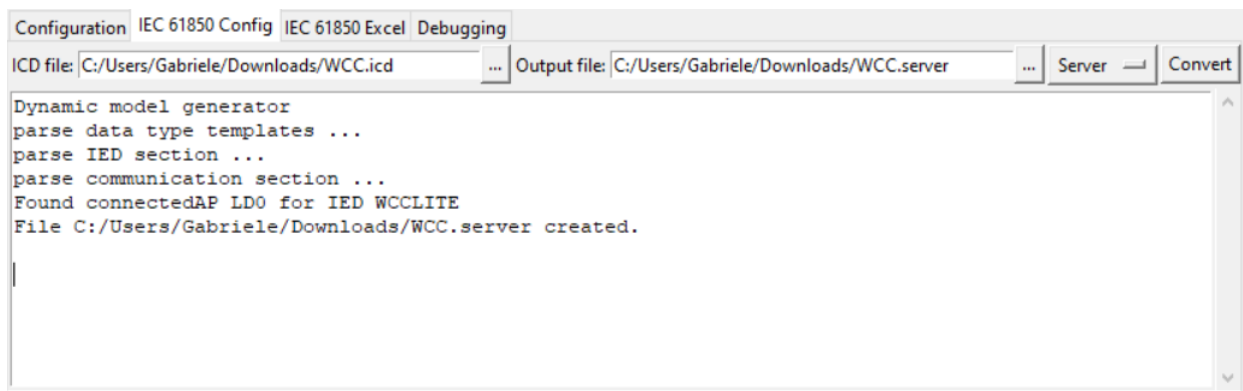 Configuration IEC 61850 Config IEC 61850 Excel Debugging
ICD file: C:/Users/Gabriele/Downloads/WCC.icd ... Output file: C:/Users/Gabriele/Downloads/WCC.server ... Server Convert
Dynamic model generator
parse data type templates ...
parse IED section ...
parse communication section ...
Found connectedAP LD0 for IED WCCLITE
File C:/Users/Gabriele/Downloads/WCC.server created.